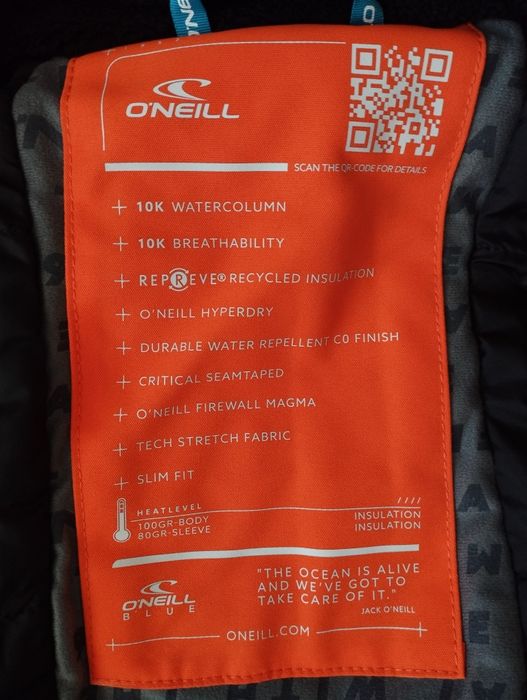 O'NEILL
SCAN THE QR-CODE FOR DETAILS
+ 10K WATERCOLUMN
+ 10K BREATHABILITY
+ REPREVE® RECYCLED INSULATION
+ O'NEILL HYPERDRY
+ DURABLE WATER REPELLENT C0 FINISH
+ CRITICAL SEAMTAPED
+ O'NEILL FIREWALL MAGMA
+ TECH STRETCH FABRIC
+ SLIM FIT
HEATLEVEL ////
100GR-BODY INSULATION
80GR-SLEEVE INSULATION
O'NEILL
BLUE
"THE OCEAN IS ALIVE
AND WE'VE GOT TO
TAKE CARE OF IT."
JACK O'NEILL
ONEILL.COM